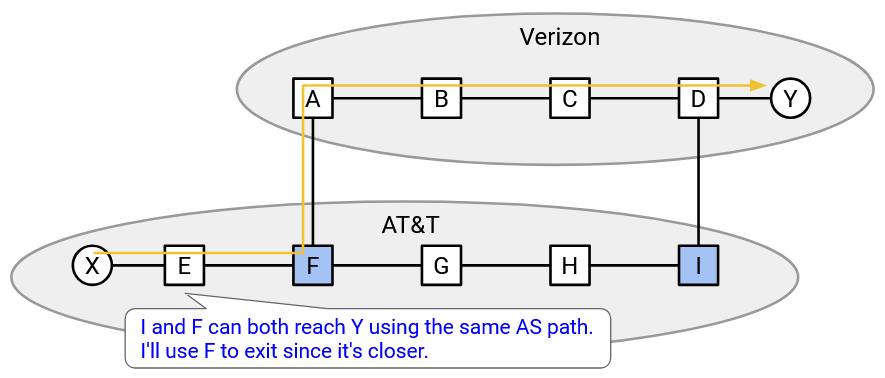 Verizon
A B C D Y
AT&T
X E F G H I
I and F can both reach Y using the same AS path.
I'll use F to exit since it's closer.